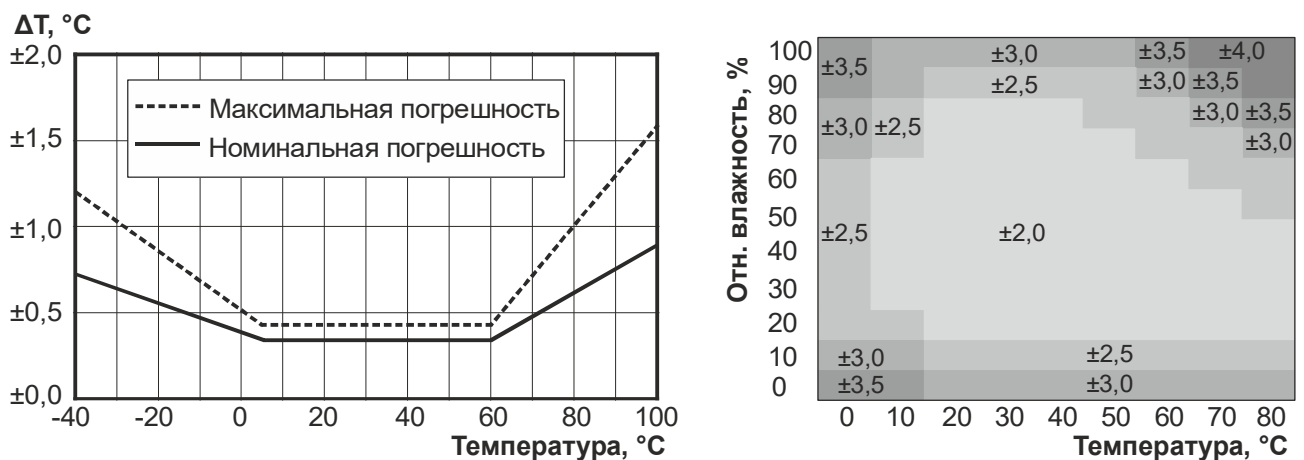 ΔT, °C
±2,0
±1,5
±1,0
±0,5
±0,0
Максимальная погрешность
Номинальная погрешность
-40 -20 0 20 40 60 80 100
Температура, °C
Отн. влажность, %
100
90
80
70
60
50
40
30
20
10
0
±3,5 ±3,0 ±3,5 ±4,0
±2,5 ±3,0 ±3,5
±3,0 ±2,5 ±3,0 ±3,5
±3,0
±2,5 ±2,0
±3,0 ±2,5
±3,5 ±3,0
0 10 20 30 40 50 60 70 80
Температура, °C